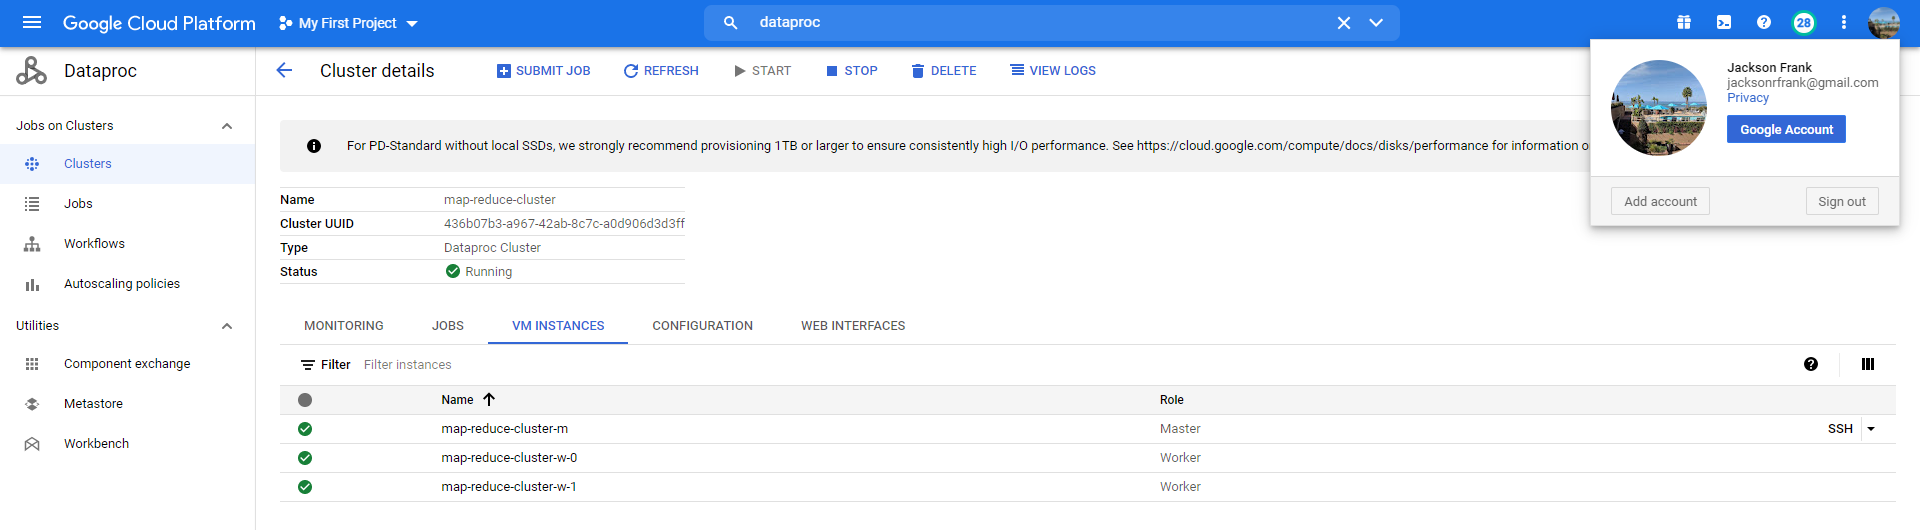 Google Cloud Platform
My First Project
dataproc
28
Dataproc
Cluster details
SUBMIT JOB
REFRESH
START
STOP
DELETE
VIEW LOGS
Jackson Frank
jacksonrfrank@gmail.com
Privacy
Google Account
Add account
Sign out
Jobs on Clusters
Clusters
Jobs
Workflows
Autoscaling policies
Utilities
Component exchange
Metastore
Workbench
For PD-Standard without local SSDs, we strongly recommend provisioning 1TB or larger to ensure consistently high I/O performance. See https://cloud.google.com/compute/docs/disks/performance for information o
Name map-reduce-cluster
Cluster UUID 436b07b3-a967-42ab-8c7c-a0d906d3d3ff
Type Dataproc Cluster
Status Running
MONITORING JOBS VM INSTANCES CONFIGURATION WEB INTERFACES
Filter Filter instances
Name Role
map-reduce-cluster-m Master SSH
map-reduce-cluster-w-0 Worker
map-reduce-cluster-w-1 Worker